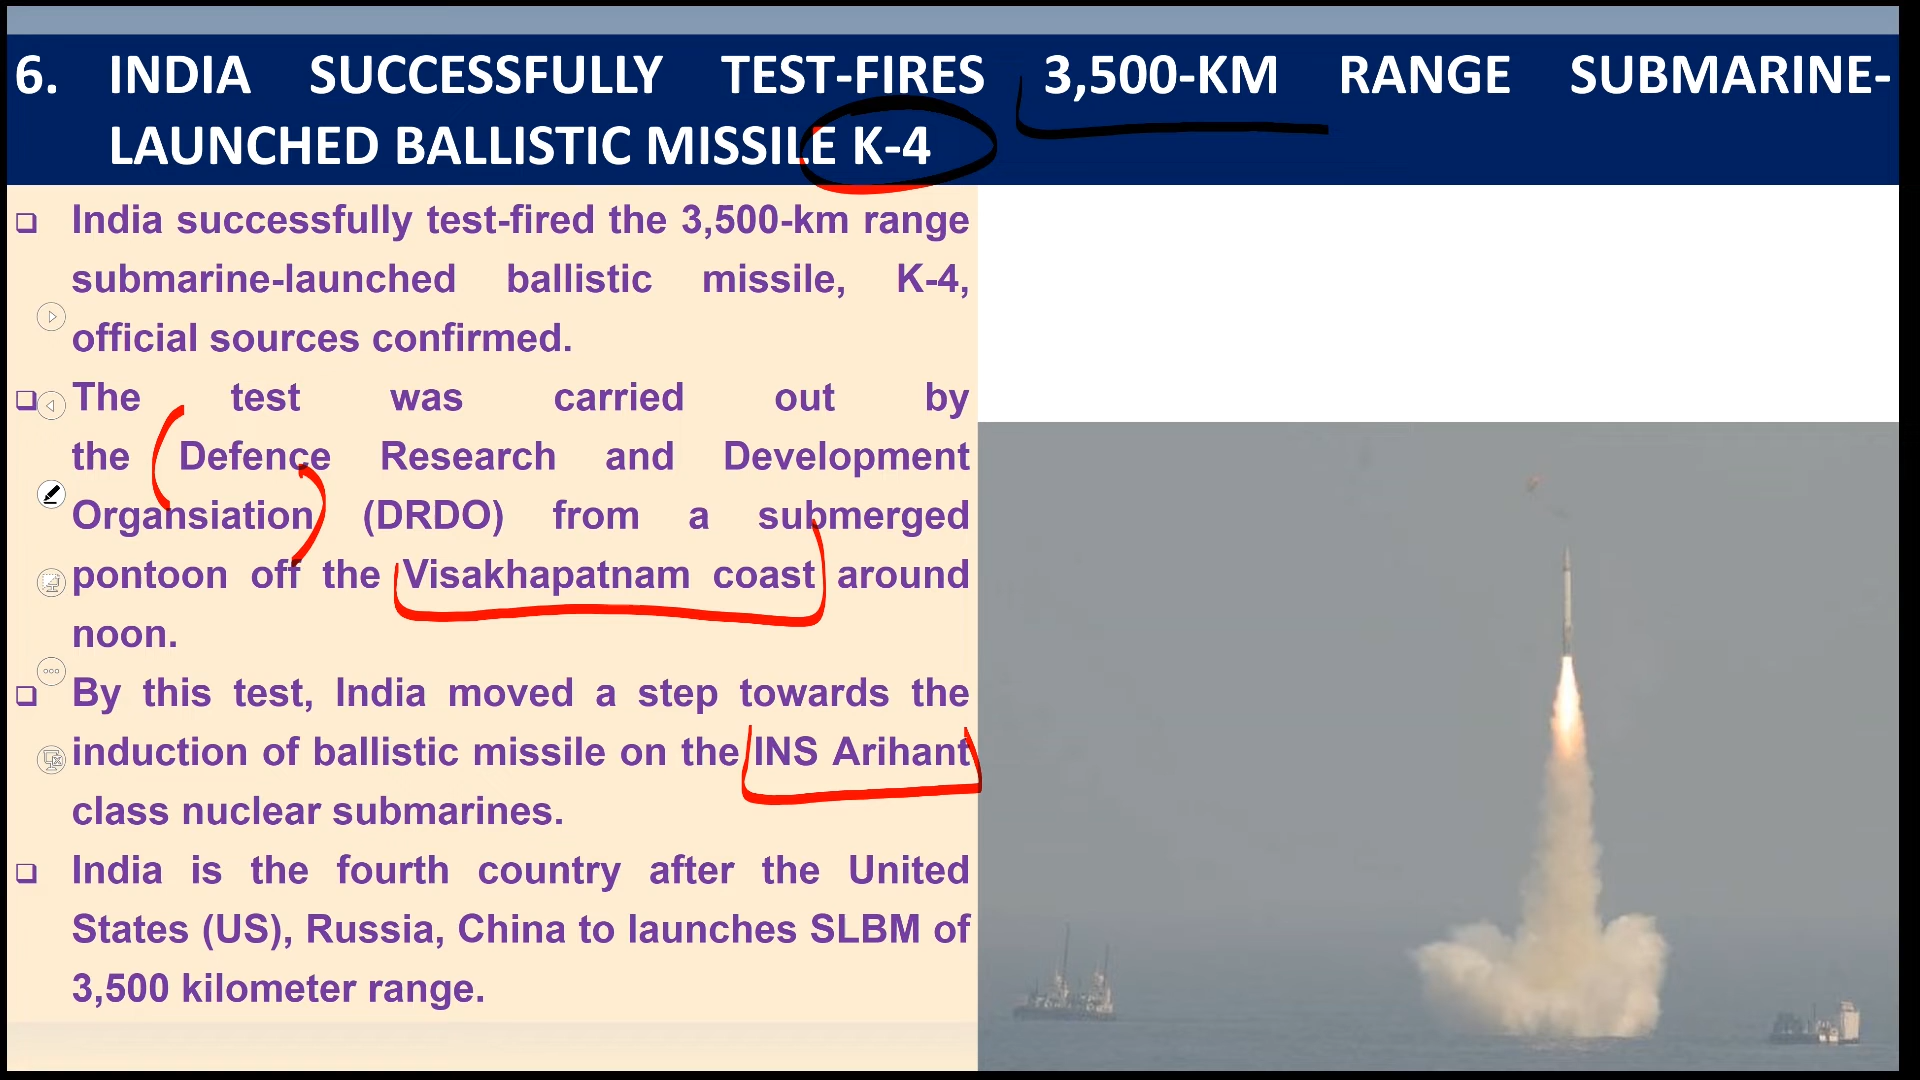 6. INDIA SUCCESSFULLY TEST-FIRES 3,500-KM RANGE SUBMARINE-
LAUNCHED BALLISTIC MISSILE K-4
❑ India successfully test-fired the 3,500-km range
submarine-launched ballistic missile, K-4,
official sources confirmed.
❑ The test was carried out by
the Defence Research and Development
Organsiation (DRDO) from a submerged
pontoon off the Visakhapatnam coast around
noon.
❑ By this test, India moved a step towards the
induction of ballistic missile on the INS Arihant
class nuclear submarines.
❑ India is the fourth country after the United
States (US), Russia, China to launches SLBM of
3,500 kilometer range.